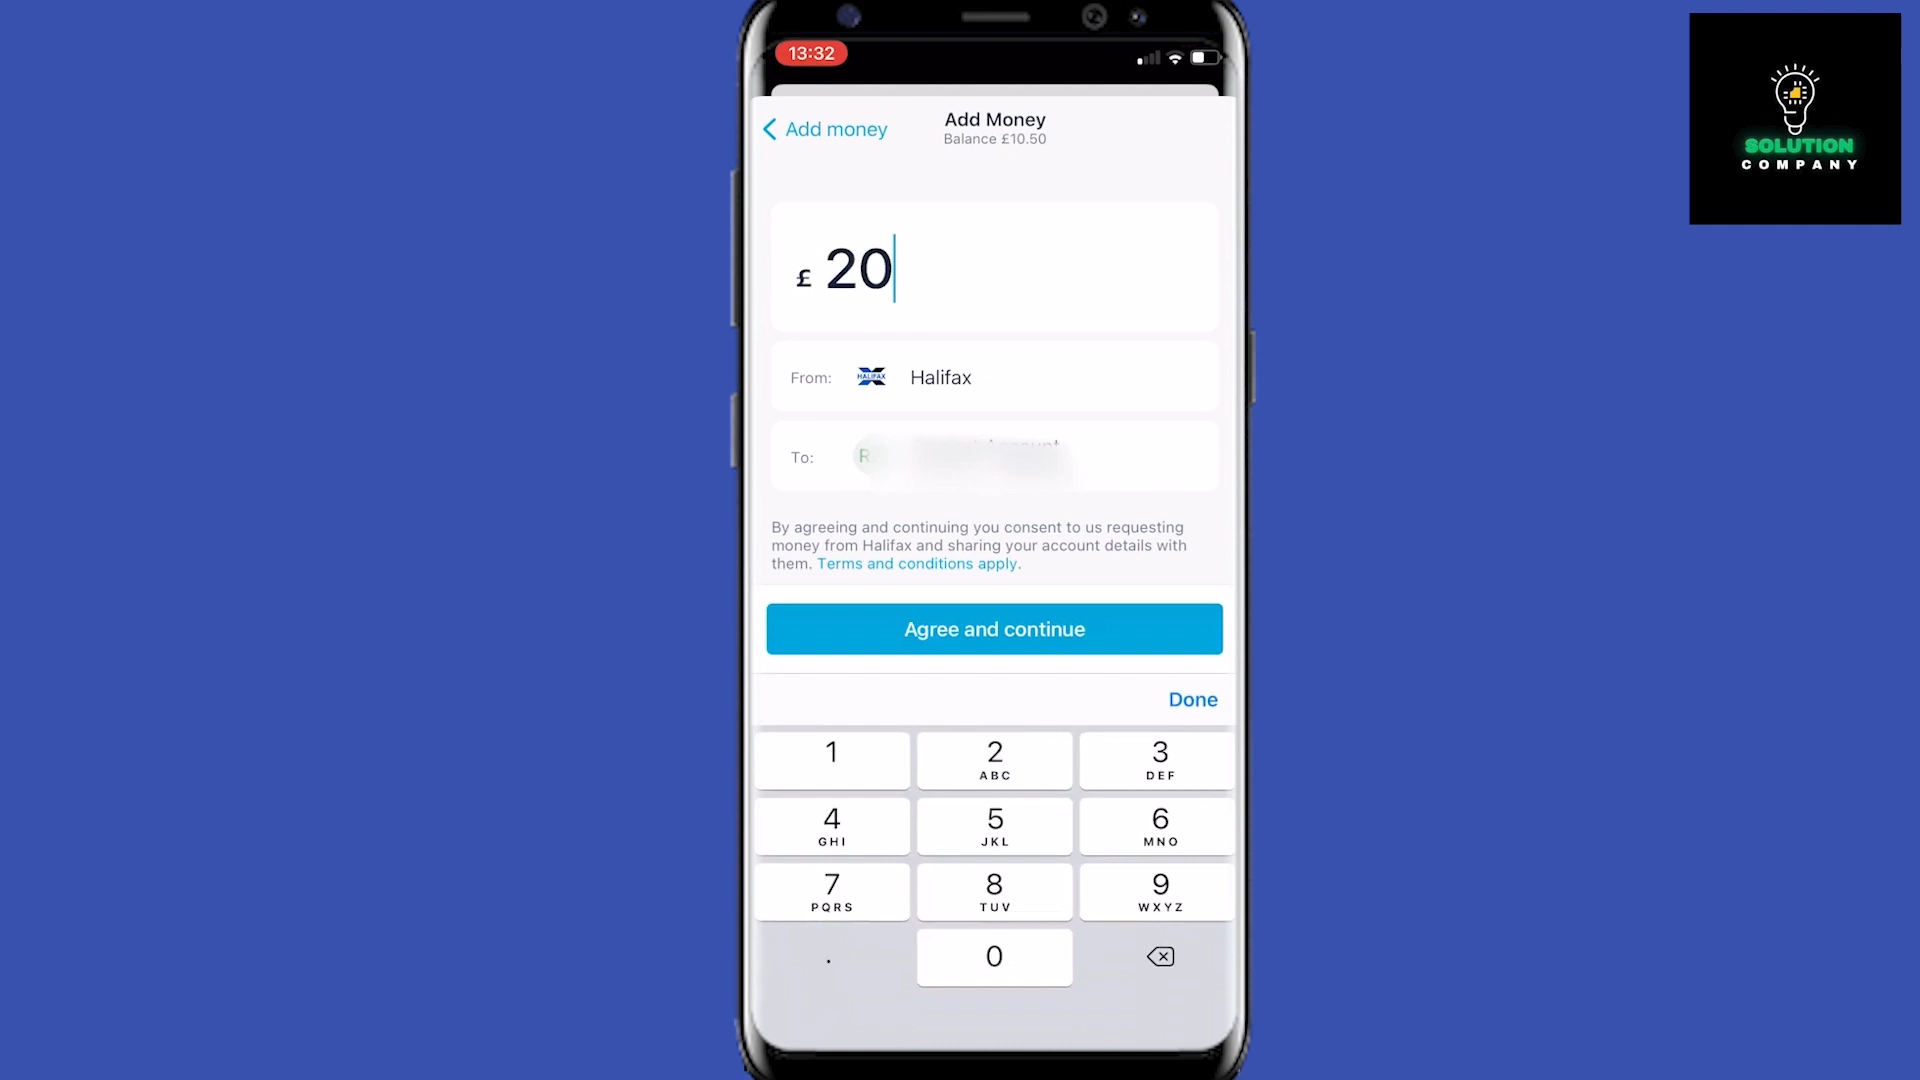 13:32
Add money
Add Money
Balance £10.50
£ 20
From: HALIFAX Halifax
To: R
By agreeing and continuing you consent to us requesting
money from Halifax and sharing your account details with
them. Terms and conditions apply.
Agree and continue
Done
1
2
ABC
3
DEF
4
GHI
5
JKL
6
MNO
7
PQRS
8
TUV
9
WXYZ
.
0
SOLUTION
COMPANY